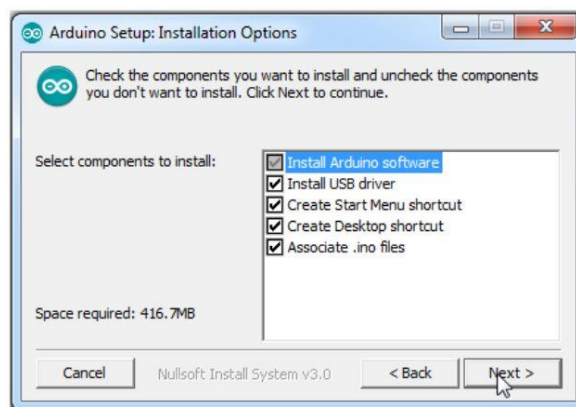 Arduino Setup: Installation Options
Check the components you want to install and uncheck the components
you don't want to install. Click Next to continue.
Select components to install:
Install Arduino software
Install USB driver
Create Start Menu shortcut
Create Desktop shortcut
Associate .ino files
Space required: 416.7MB
Cancel
Nullsoft Install System v3.0
< Back
Next >